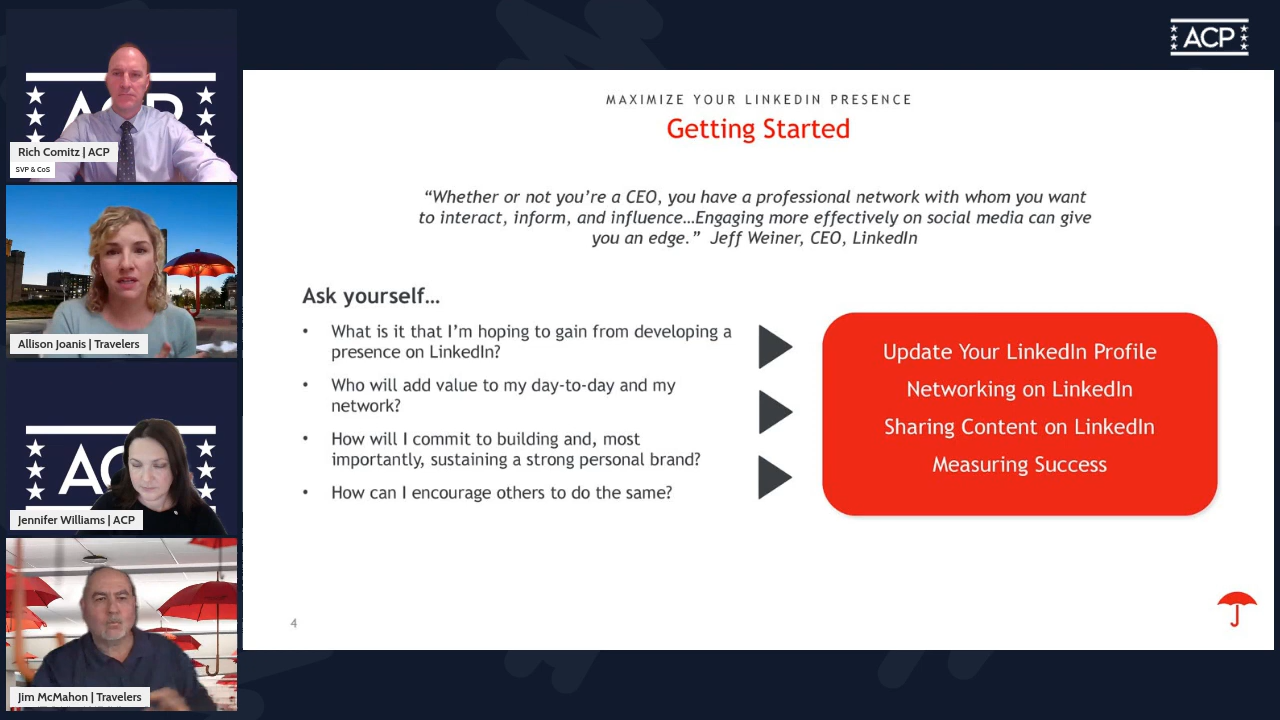 ACP
Rich Comitz | ACP
SVP & CoS
Allison Joanis | Travelers
Jennifer Williams | ACP
Jim McMahon | Travelers
ACP
MAXIMIZE YOUR LINKEDIN PRESENCE
Getting Started
“Whether or not you’re a CEO, you have a professional network with whom you want
to interact, inform, and influence…Engaging more effectively on social media can give
you an edge.”  Jeff Weiner, CEO, LinkedIn
Ask yourself…
• What is it that I’m hoping to gain from developing a
presence on LinkedIn?
• Who will add value to my day-to-day and my
network?
• How will I commit to building and, most
importantly, sustaining a strong personal brand?
• How can I encourage others to do the same?
Update Your LinkedIn Profile
Networking on LinkedIn
Sharing Content on LinkedIn
Measuring Success
4